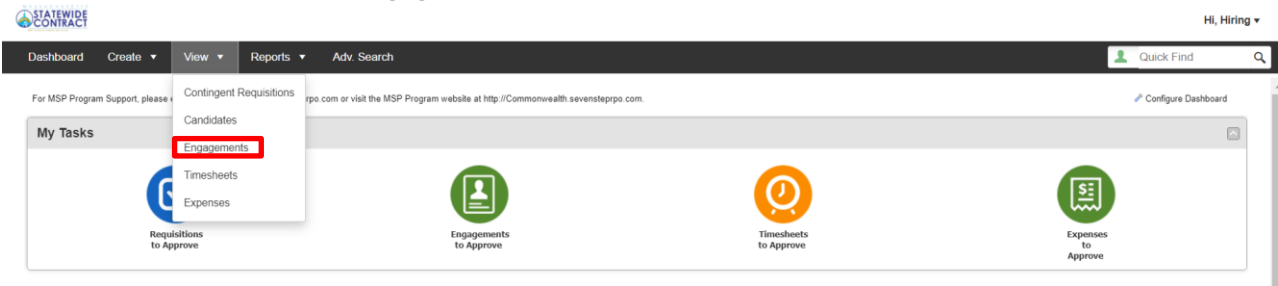 STATEWIDE
CONTRACT
Hi, Hiring ▾
Dashboard Create ▼ View ▼ Reports ▼ Adv. Search Quick Find
Contingent Requisitions
For MSP Program Support, please rpo.com or visit the MSP Program website at http://Commonwealth.sevensteprpo.com. Configure Dashboard
Candidates
My Tasks
Engagements
Timesheets
Expenses
Requisitions
to Approve
Engagements
to Approve
Timesheets
to Approve
Expenses
to
Approve